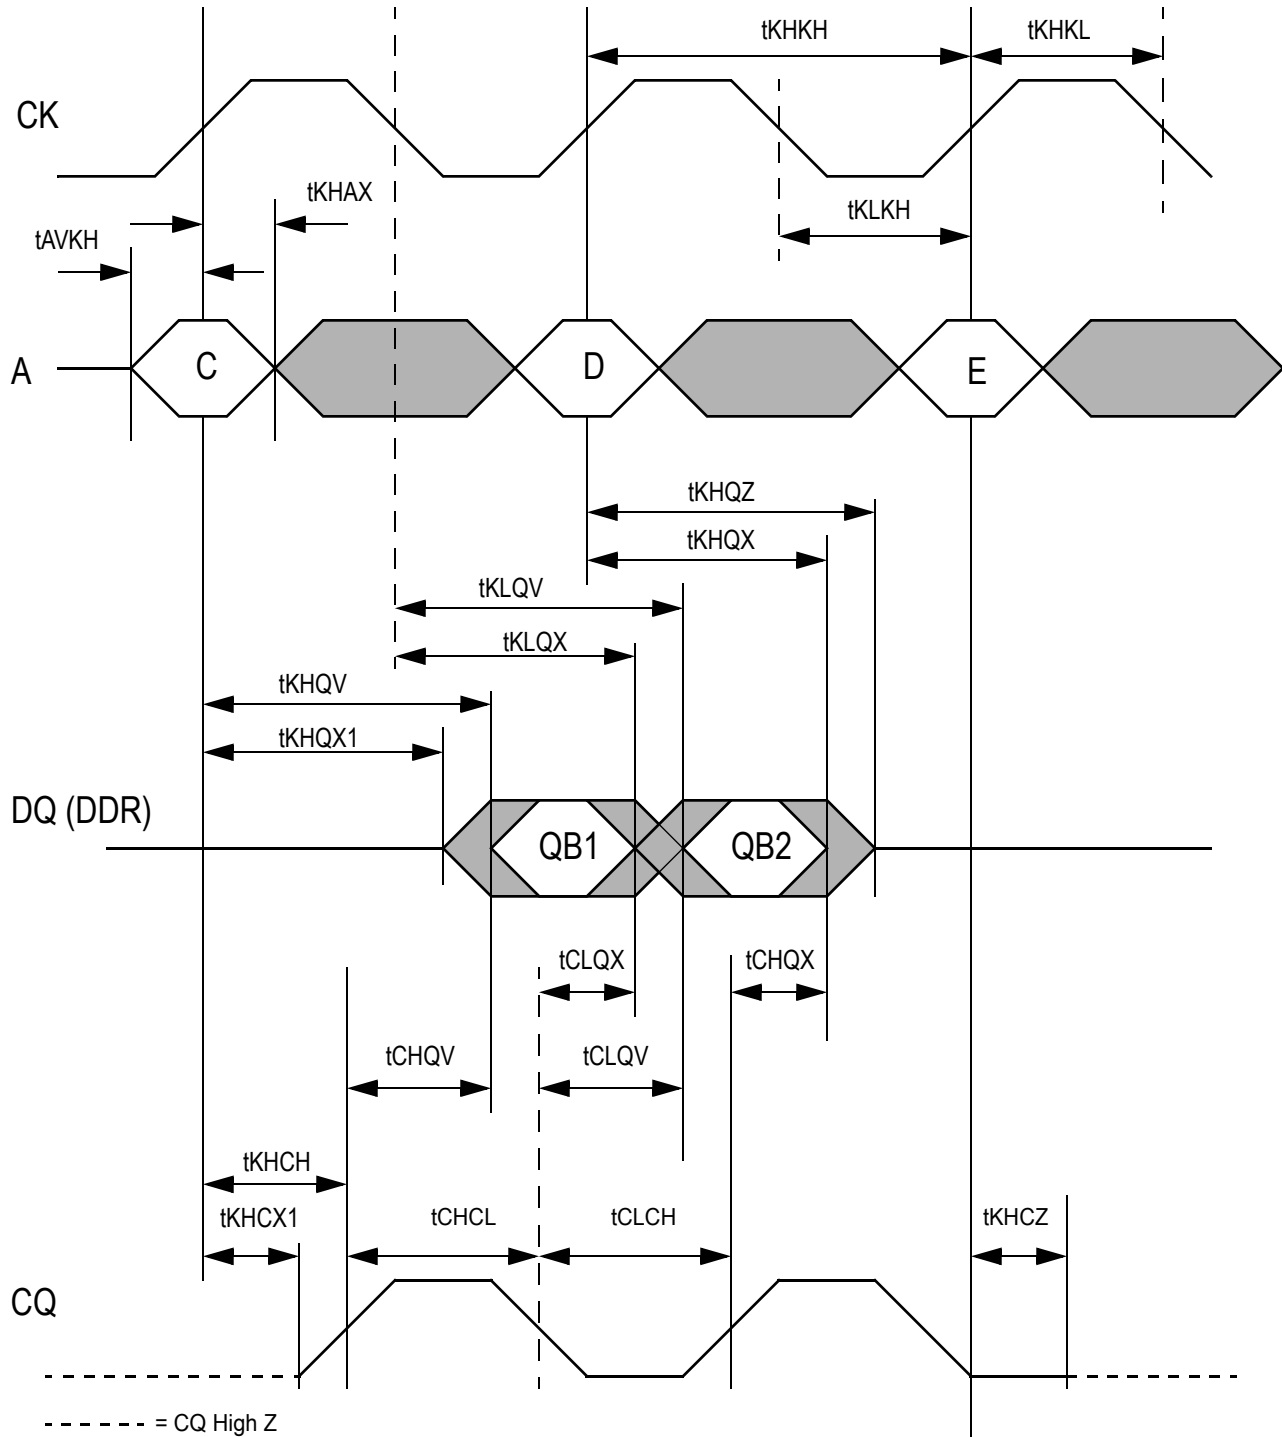 tKHKH
tKHKL
CK
tKHAX
tKLKH
tAVKH
A
C
D
E
tKHQZ
tKHQX
tKLQV
tKLQX
tKHQV
tKHQX1
DQ (DDR)
QB1
QB2
tCLQX
tCHQX
tCHQV
tCLQV
tKHCH
tKHCX1
tCHCL
tCLCH
tKHCZ
CQ
= CQ High Z